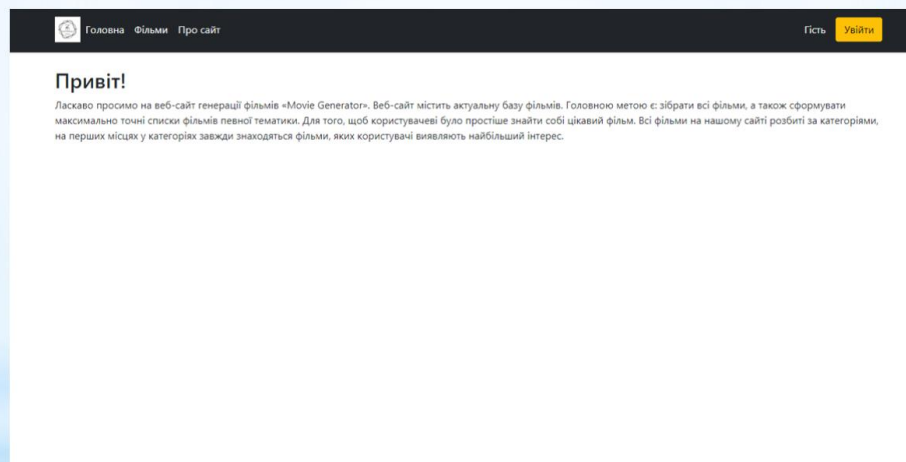 Головна Фільми Про сайт Гість Увійти
Привіт!
Ласкаво просимо на веб-сайт генерації фільмів «Movie Generator». Веб-сайт містить актуальну базу фільмів. Головною метою є: зібрати всі фільми, а також сформувати
максимально точні списки фільмів певної тематики. Для того, щоб користувачеві було простіше знайти собі цікавий фільм. Всі фільми на нашому сайті розбиті за категоріями,
на перших місцях у категоріях завжди знаходяться фільми, яких користувачі виявляють найбільший інтерес.